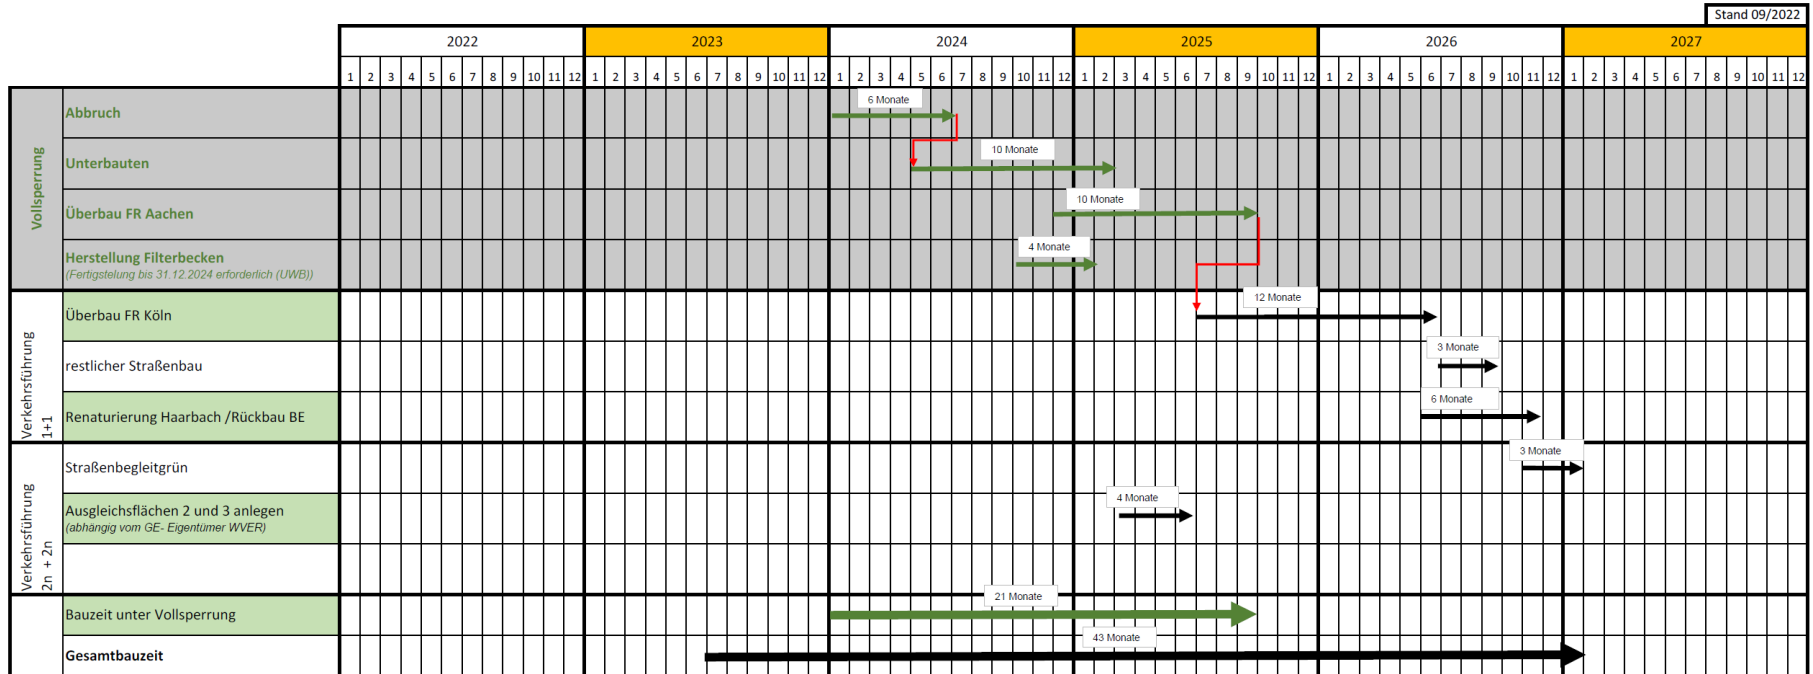 Stand 09/2022
2022 2023 2024 2025 2026 2027
1 2 3 4 5 6 7 8 9 10 11 12 1 2 3 4 5 6 7 8 9 10 11 12 1 2 3 4 5 6 7 8 9 10 11 12 1 2 3 4 5 6 7 8 9 10 11 12 1 2 3 4 5 6 7 8 9 10 11 12 1 2 3 4 5 6 7 8 9 10 11 12
Vollsperrung
Abbruch
6 Monate
Unterbauten
10 Monate
Überbau FR Aachen
10 Monate
Herstellung Filterbecken
(Fertigstelung bis 31.12.2024 erforderlich (UWB))
4 Monate
Verkehrsführung
1+1
Überbau FR Köln
12 Monate
restlicher Straßenbau
3 Monate
Renaturierung Haarbach /Rückbau BE
6 Monate
Verkehrsführung
2n + 2n
Straßenbegleitgrün
3 Monate
Ausgleichsflächen 2 und 3 anlegen
(abhängig vom GE- Eigentümer WVER)
4 Monate
Bauzeit unter Vollsperrung
21 Monate
Gesamtbauzeit
43 Monate